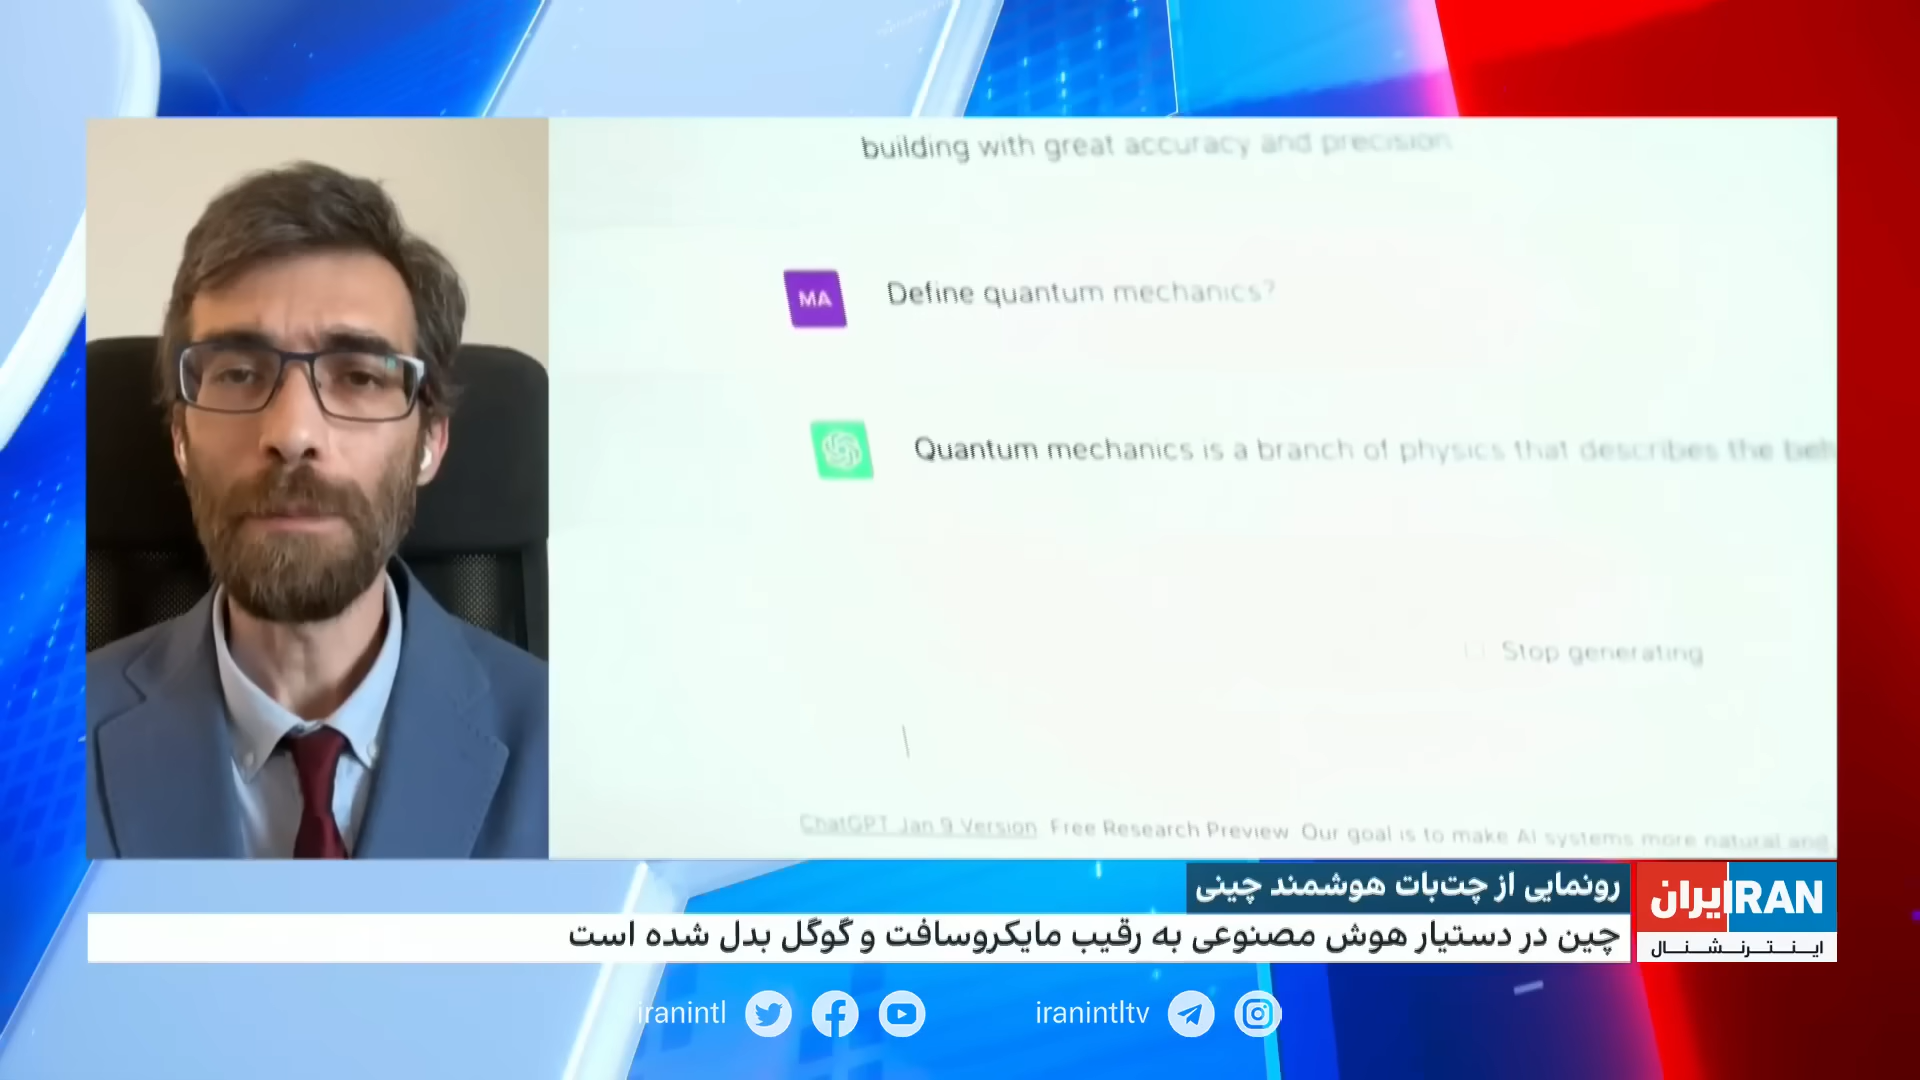 building with great accuracy and precision
MA
Define quantum mechanics?
Quantum mechanics is a branch of physics that describes the beh
Stop generating
ChatGPT Jan 9 Version Free Research Preview Our goal is to make AI systems more natural and
رونمایی از چت‌بات هوشمند چینی
چین در دستیار هوش مصنوعی به رقیب مایکروسافت و گوگل بدل شده است
ایران IRAN
اینترنشنال
iranintl
iranintltv